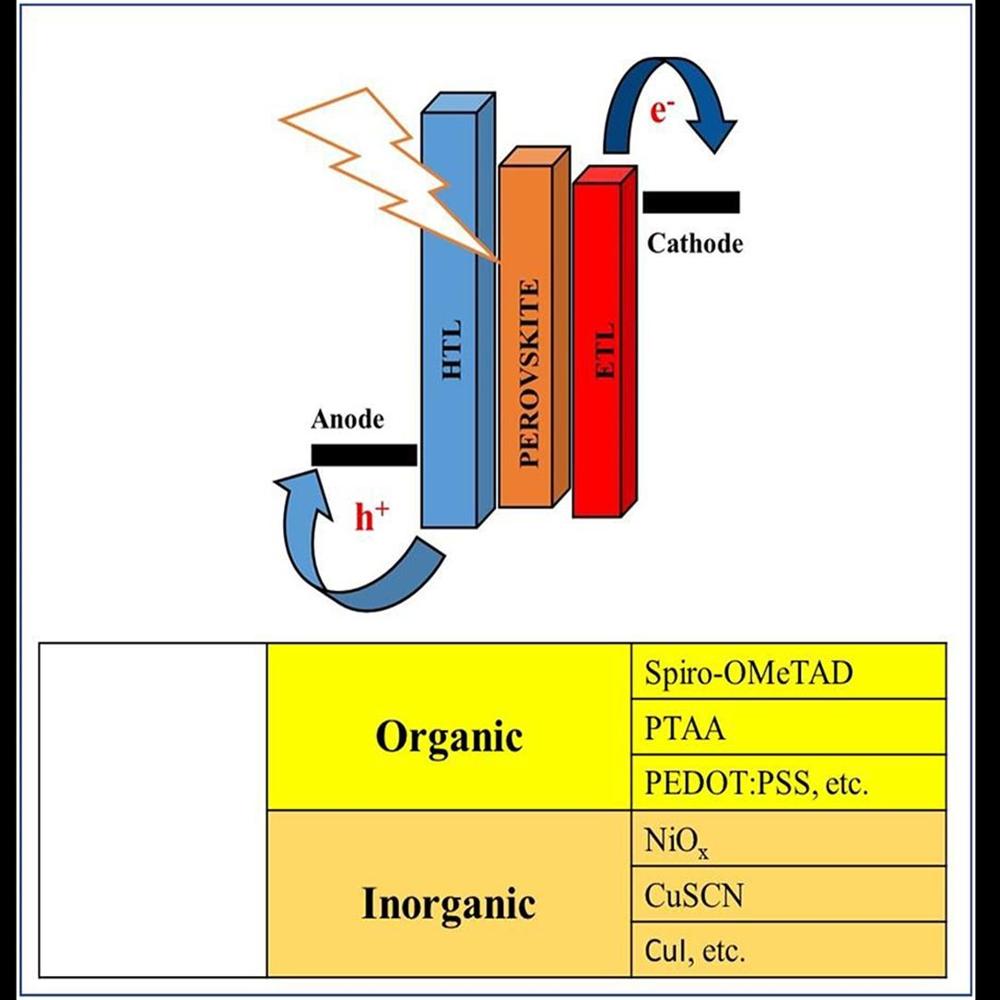 e⁻
Cathode
HTL
PEROVSKITE
ETL
Anode
h⁺
Organic
Spiro-OMeTAD
PTAA
PEDOT:PSS, etc.
Inorganic
NiOₓ
CuSCN
CuI, etc.